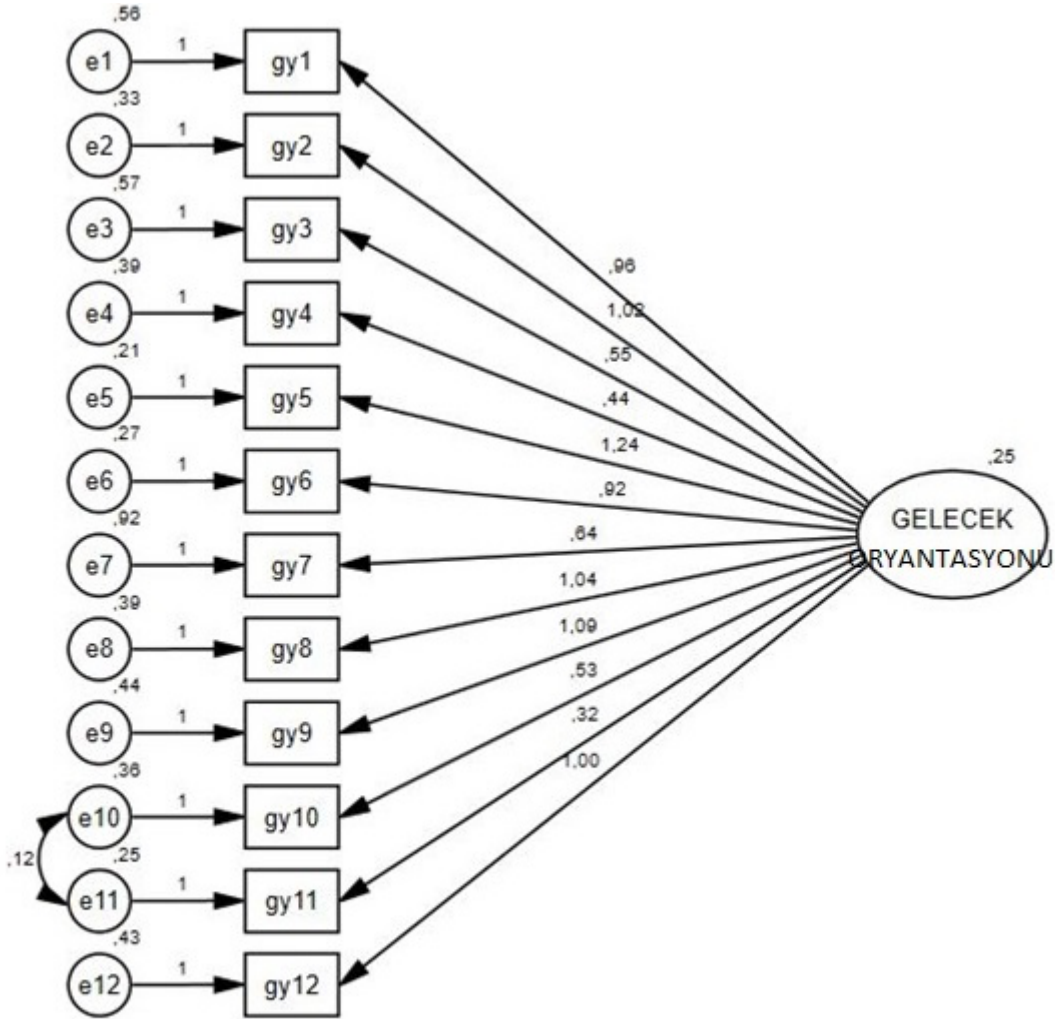 ,56
e1 1 gy1
,33
e2 1 gy2
,57
e3 1 gy3
,39
e4 1 gy4
,21
e5 1 gy5
,27
e6 1 gy6
,92
e7 1 gy7
,39
e8 1 gy8
,44
e9 1 gy9
,36
e10 1 gy10
,12
,25
e11 1 gy11
,43
e12 1 gy12
,96
1,02
,55
,44
1,24
,92
,64
1,04
1,09
,53
,32
1,00
,25
GELECEK
ORYANTASYONU